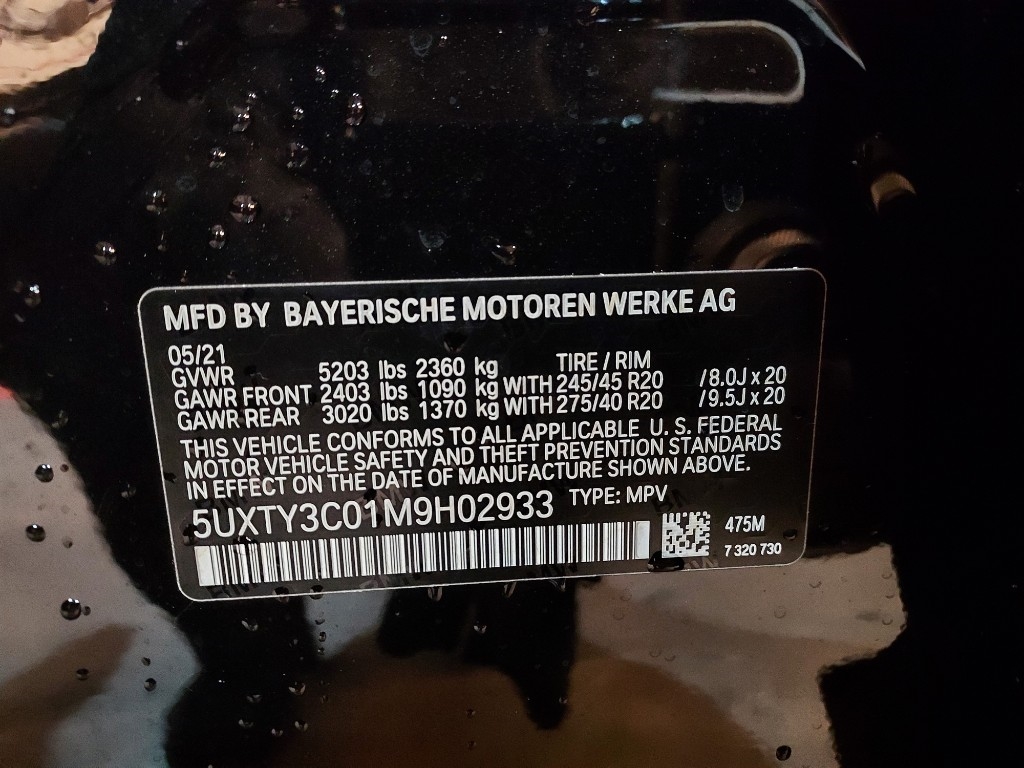 MFD BY BAYERISCHE MOTOREN WERKE AG
05/21
GVWR 5203 lbs 2360 kg TIRE / RIM
GAWR FRONT 2403 lbs 1090 kg WITH 245/45 R20 /8.0J x 20
GAWR REAR 3020 lbs 1370 kg WITH 275/40 R20 /9.5J x 20
THIS VEHICLE CONFORMS TO ALL APPLICABLE U. S. FEDERAL
MOTOR VEHICLE SAFETY AND THEFT PREVENTION STANDARDS
IN EFFECT ON THE DATE OF MANUFACTURE SHOWN ABOVE.
5UXTY3C01M9H02933 TYPE: MPV
475M
7 320 730